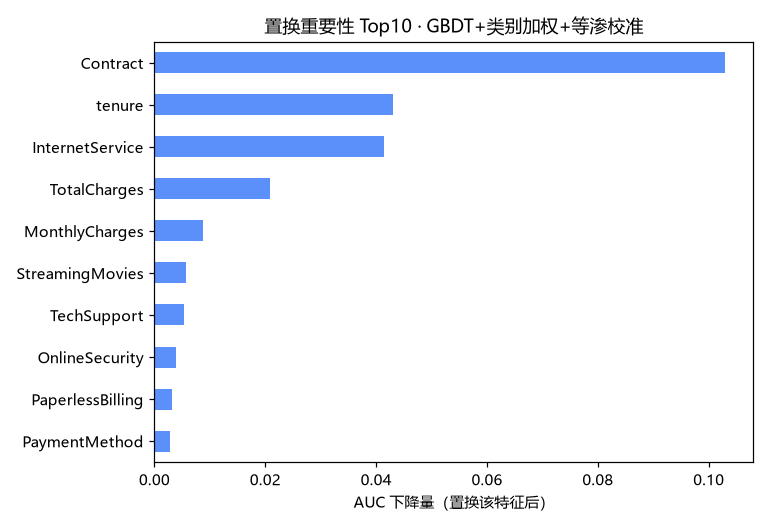 置换重要性 Top10 · GBDT+类别加权+等渗校准
Contract
tenure
InternetService
TotalCharges
MonthlyCharges
StreamingMovies
TechSupport
OnlineSecurity
PaperlessBilling
PaymentMethod
0.00 0.02 0.04 0.06 0.08 0.10
AUC 下降量（置换该特征后）